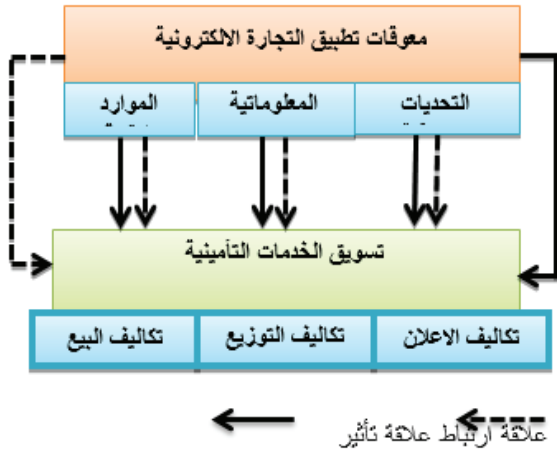 معوقات تطبيق التجارة الالكترونية
التحديات
المعلوماتية
الموارد
تسويق الخدمات التأمينية
تكاليف الاعلان
تكاليف التوزيع
تكاليف البيع
علاقة ارتباط علاقة تأثير